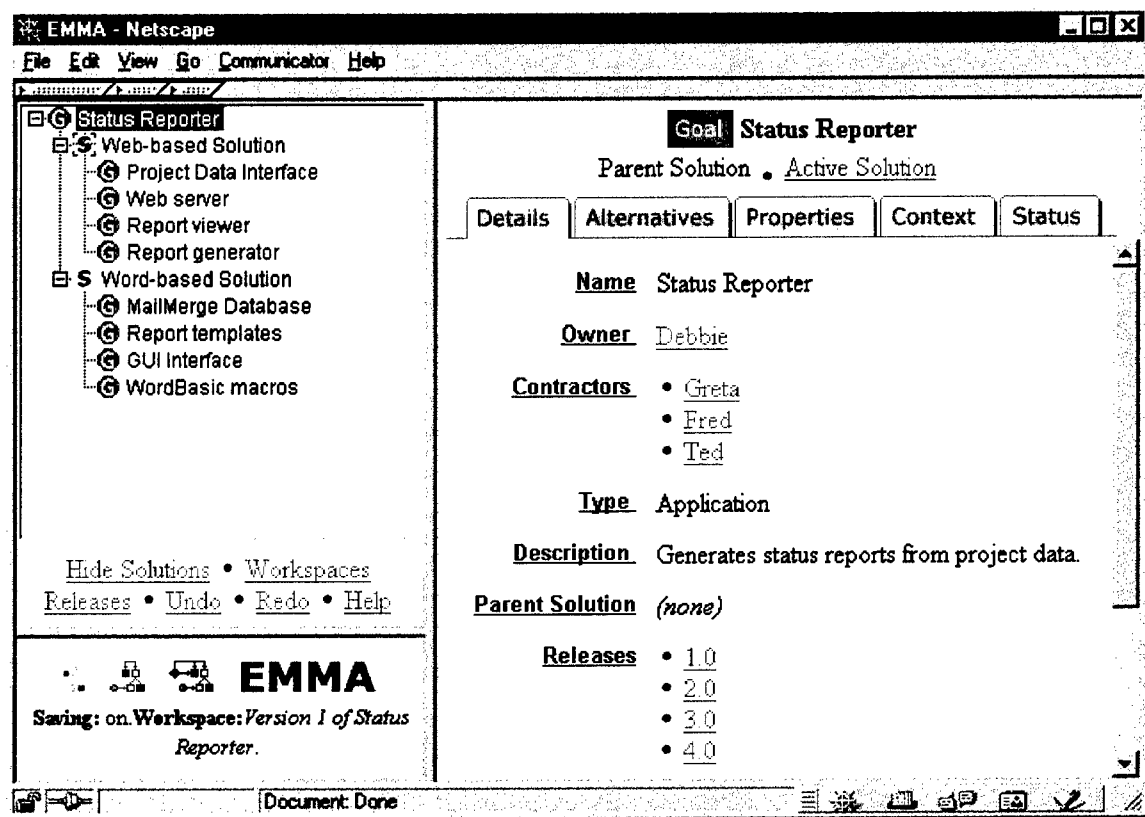 EMMA - Netscape
File Edit View Go Communicator Help
G Status Reporter
S Web-based Solution
G Project Data Interface
G Web server
G Report viewer
G Report generator
S Word-based Solution
G MailMerge Database
G Report templates
G GUI Interface
G WordBasic macros
Hide Solutions • Workspaces
Releases • Undo • Redo • Help
EMMA
Saving: on.Workspace:Version 1 of Status
Reporter.
Goal Status Reporter
Parent Solution • Active Solution
Details Alternatives Properties Context Status
Name Status Reporter
Owner Debbie
Contractors • Greta
• Fred
• Ted
Type Application
Description Generates status reports from project data.
Parent Solution (none)
Releases • 1.0
• 2.0
• 3.0
• 4.0
Document: Done